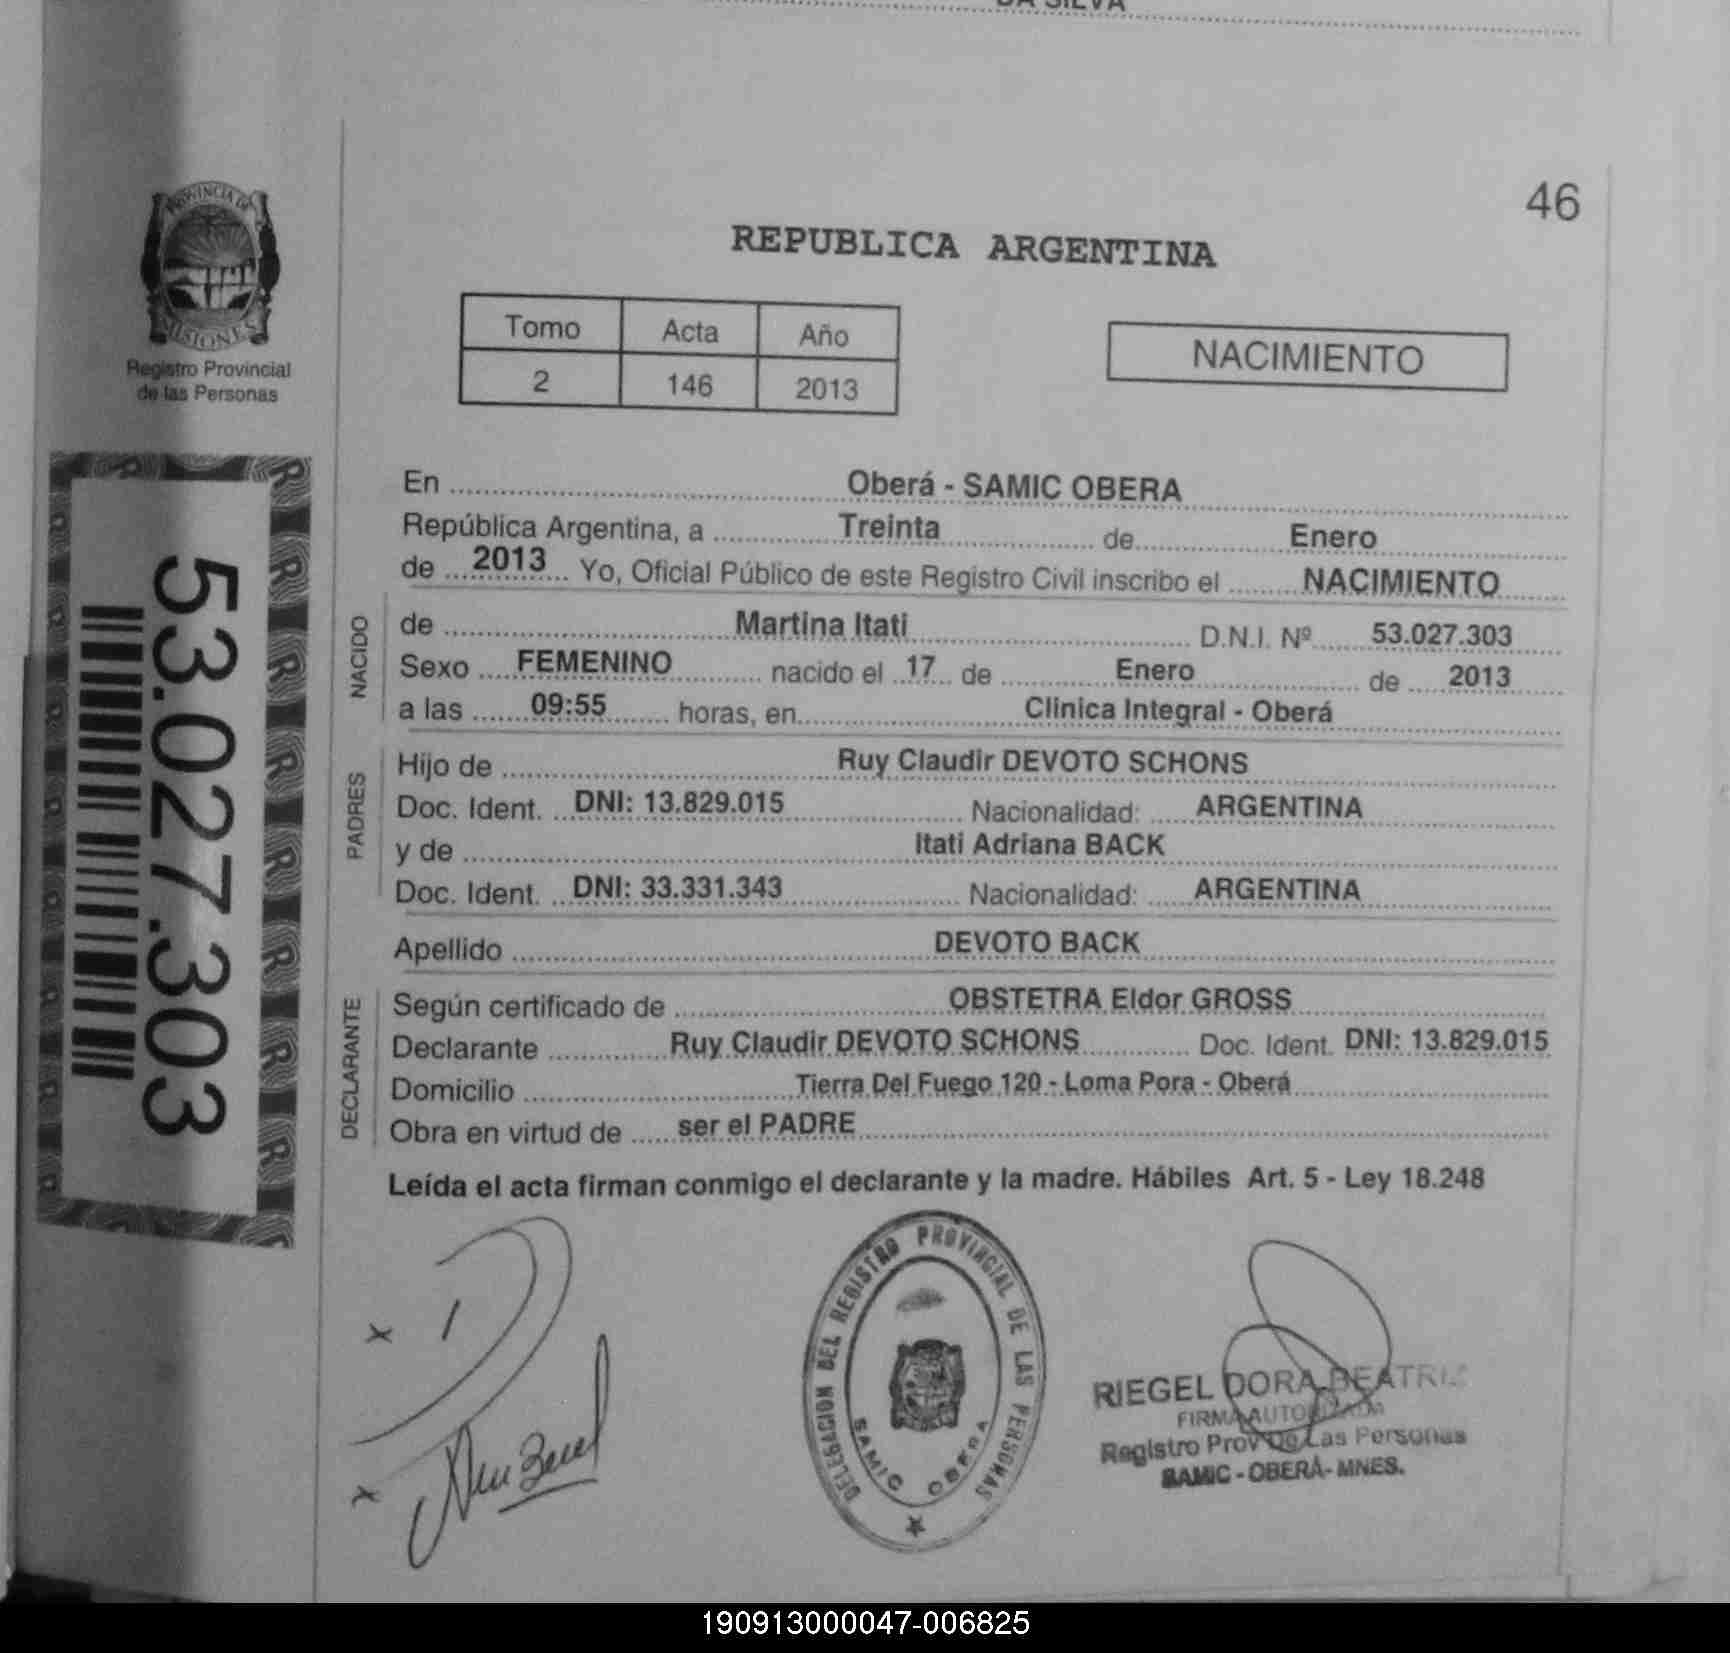 DA SILVA
46
PROVINCIA DE
MISIONES
Registro Provincial
de las Personas
REPUBLICA ARGENTINA
Tomo Acta Año
2 146 2013
NACIMIENTO
53.027.303
En Oberá - SAMIC OBERA
República Argentina, a Treinta de Enero
de 2013 Yo, Oficial Público de este Registro Civil inscribo el NACIMIENTO
NACIDO
de Martina Itati D.N.I. Nº 53.027.303
Sexo FEMENINO nacido el 17 de Enero de 2013
a las 09:55 horas, en Clinica Integral - Oberá
PADRES
Hijo de Ruy Claudir DEVOTO SCHONS
Doc. Ident. DNI: 13.829.015 Nacionalidad: ARGENTINA
y de Itati Adriana BACK
Doc. Ident. DNI: 33.331.343 Nacionalidad: ARGENTINA
Apellido DEVOTO BACK
DECLARANTE
Según certificado de OBSTETRA Eldor GROSS
Declarante Ruy Claudir DEVOTO SCHONS Doc. Ident. DNI: 13.829.015
Domicilio Tierra Del Fuego 120 - Loma Pora - Oberá
Obra en virtud de ser el PADRE
Leída el acta firman conmigo el declarante y la madre. Hábiles Art. 5 - Ley 18.248
DELEGACION DEL REGISTRO PROVINCIAL DE LAS PERSONAS
SAMIC OBERA
RIEGEL DORA BEATRIZ
FIRMA AUTORIZADA
Registro Prov De Las Personas
SAMIC - OBERÁ - MNES.
190913000047-006825